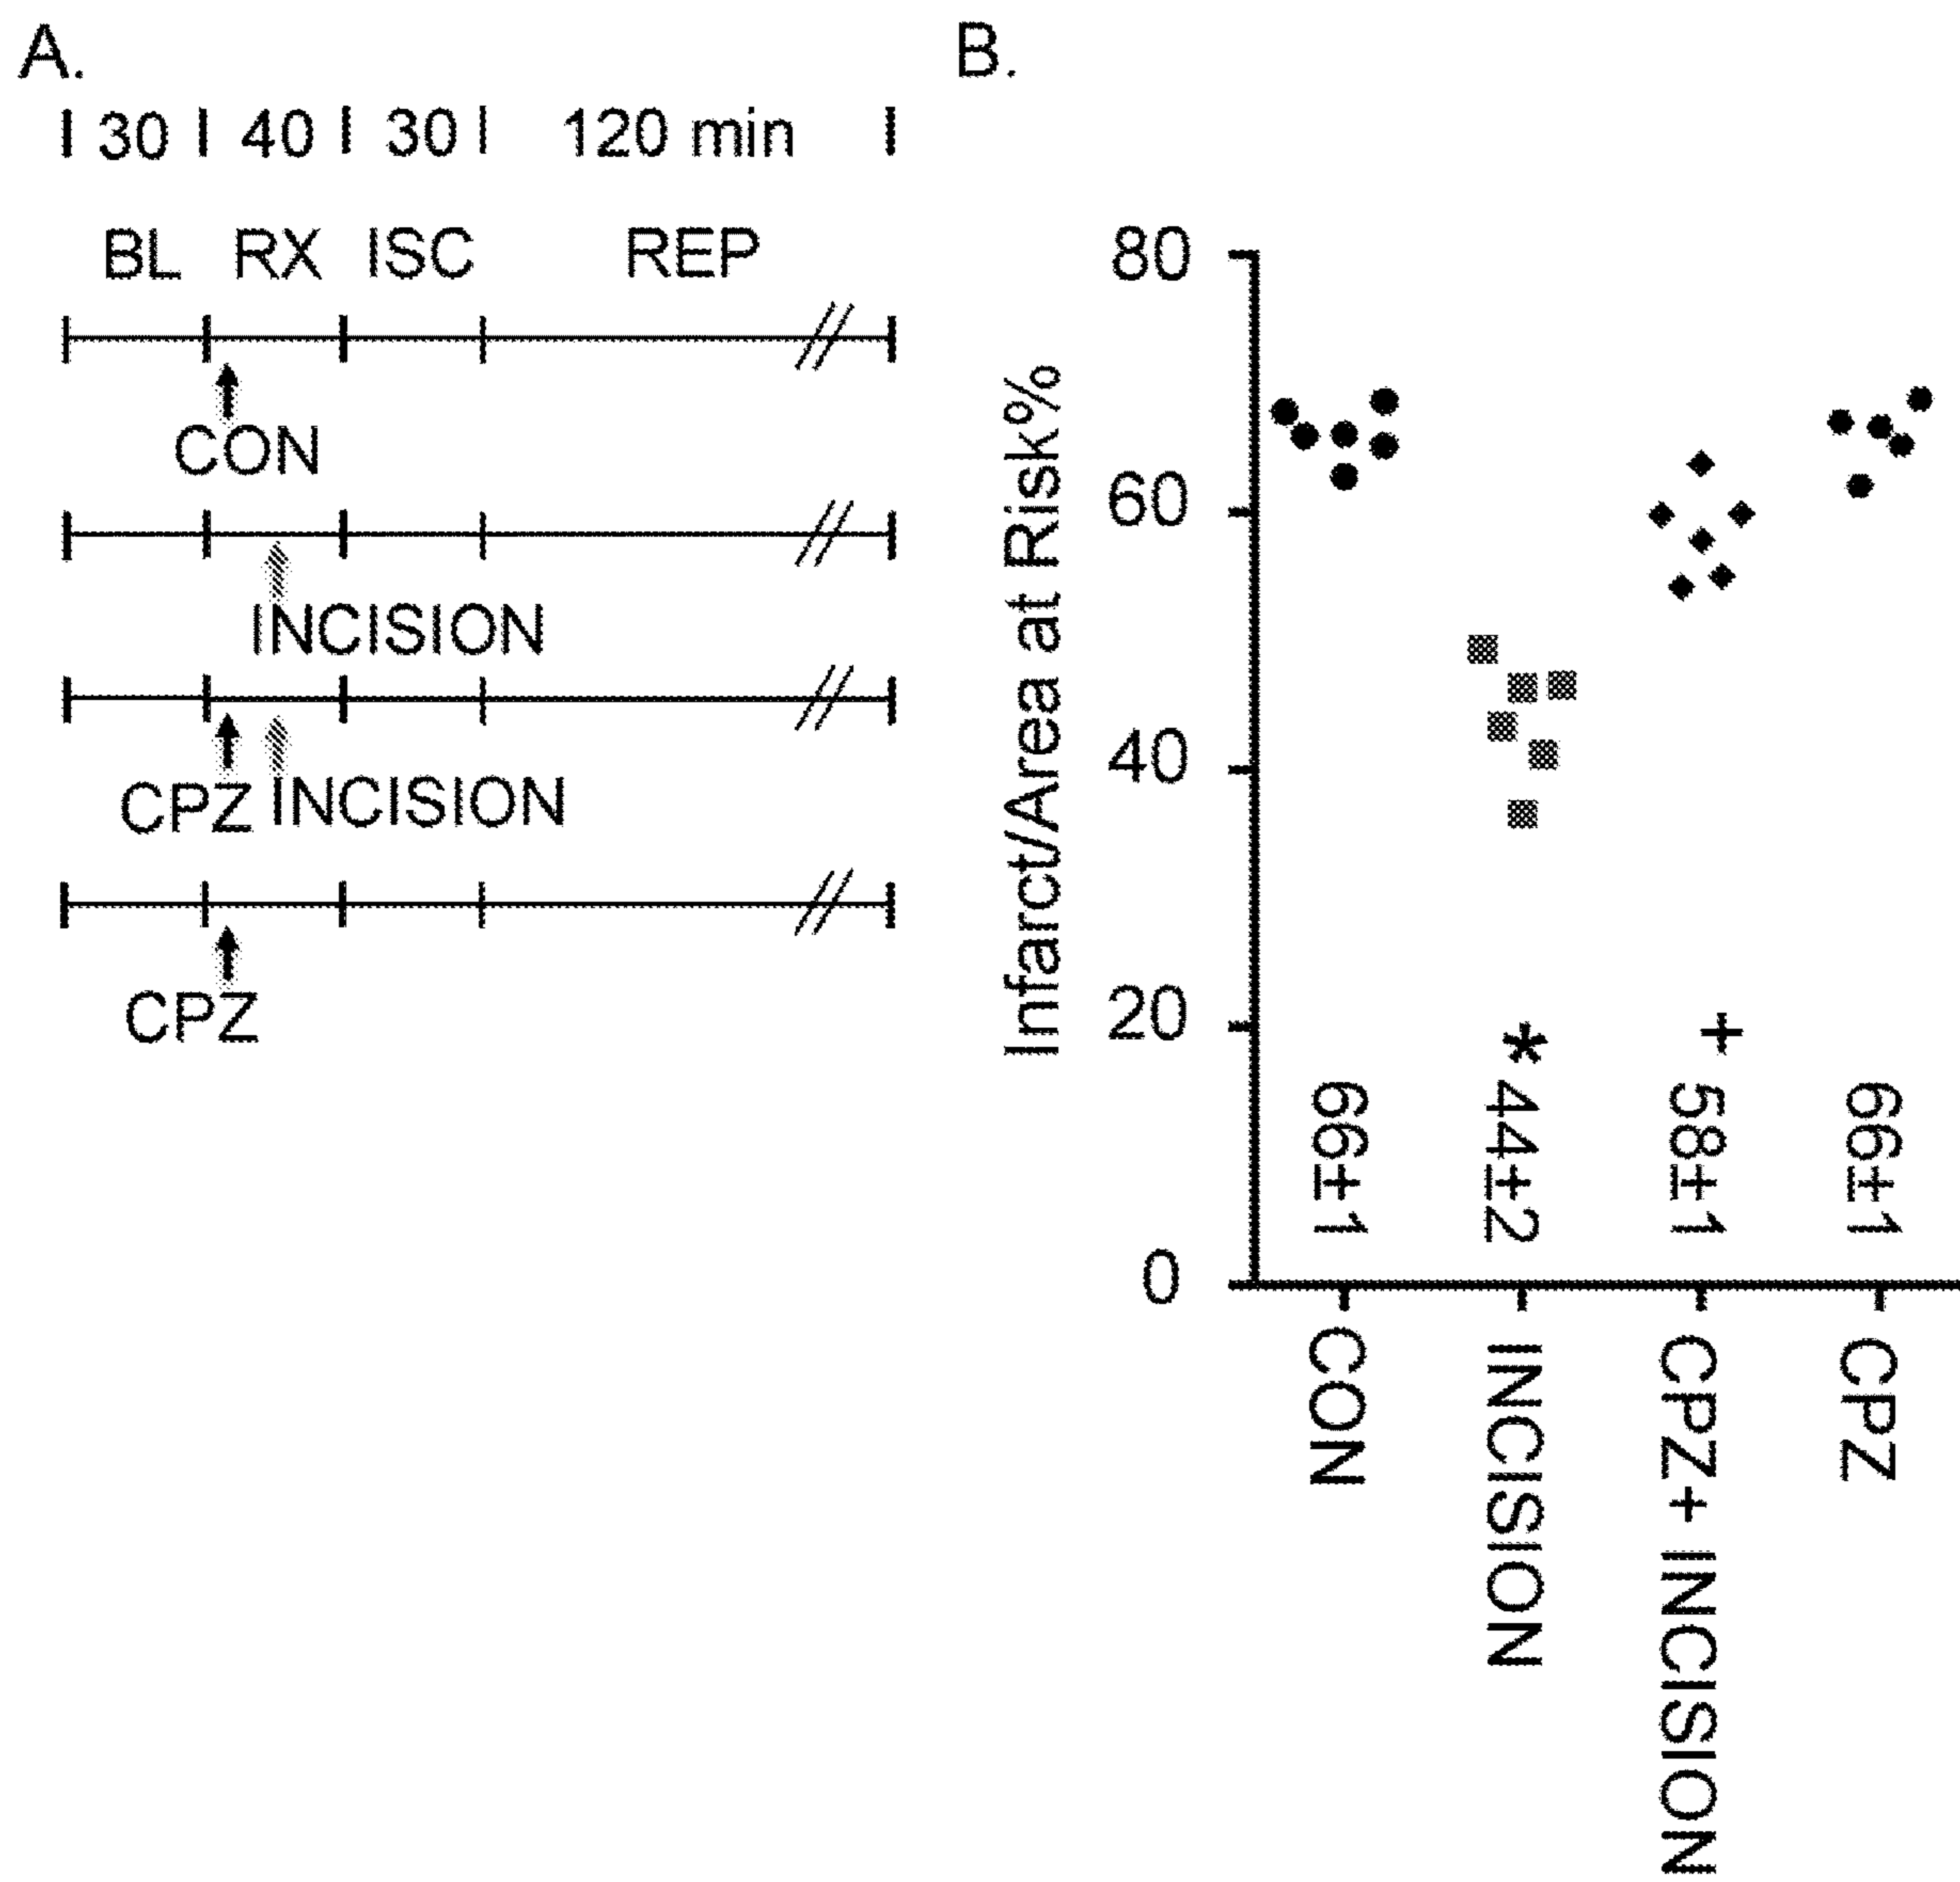 A.
30 40 30 120 min
BL RX ISC REP
CON
INCISION
CPZ INCISION
CPZ
B.
Infarct/Area at Risk%
80
60
40
20
0
*
+
66±1
44±2
58±1
66±1
CON
INCISION
CPZ+ INCISION
CPZ